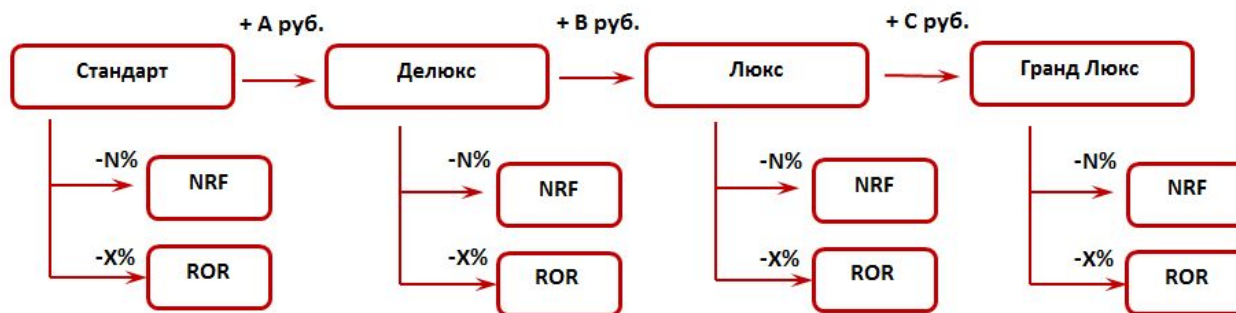 + А руб.
+ В руб.
+ С руб.
Стандарт
Делюкс
Люкс
Гранд Люкс
-N%
NRF
-N%
NRF
-N%
NRF
-N%
NRF
-X%
ROR
-X%
ROR
-X%
ROR
-X%
ROR